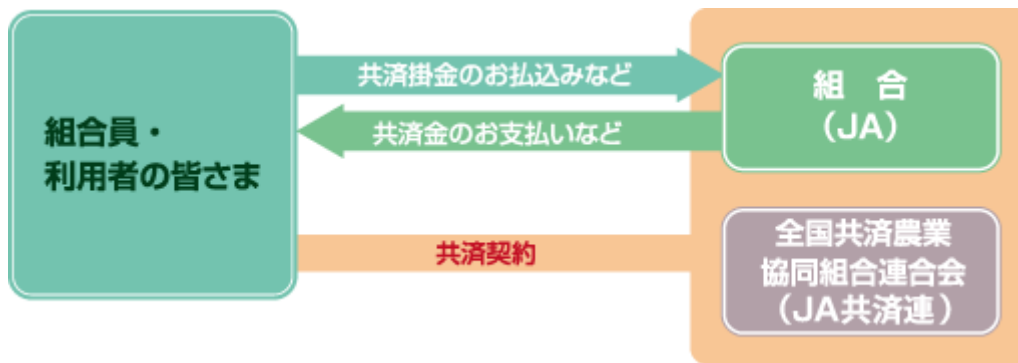 組合員・
利用者の皆さま
共済掛金のお払込みなど
共済金のお支払いなど
共済契約
組　合
（JA）
全国共済農業
協同組合連合会
（JA共済連）